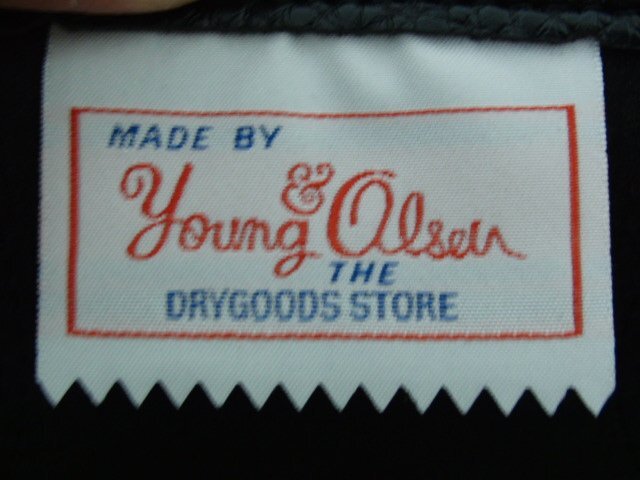 MADE BY
Young & Olsen
THE
DRYGOODS STORE